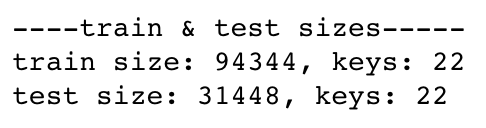 ----train & test sizes-----
train size: 94344, keys: 22
test size: 31448, keys: 22